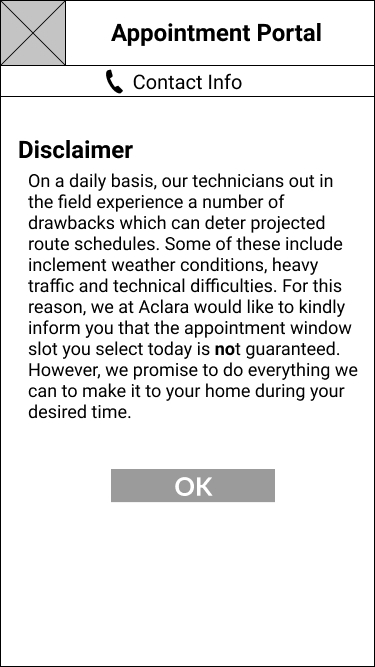 Appointment Portal
Contact Info
Disclaimer
On a daily basis, our technicians out in
the field experience a number of
drawbacks which can deter projected
route schedules. Some of these include
inclement weather conditions, heavy
traffic and technical difficulties. For this
reason, we at Aclara would like to kindly
inform you that the appointment window
slot you select today is not guaranteed.
However, we promise to do everything we
can to make it to your home during your
desired time.
OK